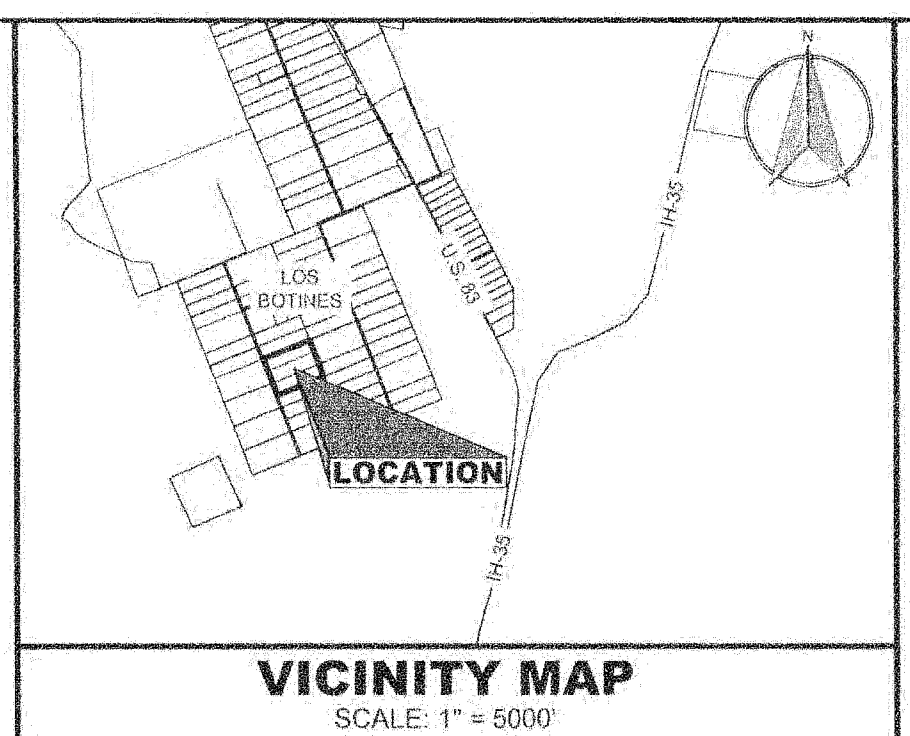 N
IH-35
U.S. 83
LOS
BOTINES
LOCATION
IH-35
VICINITY MAP
SCALE: 1" = 5000'